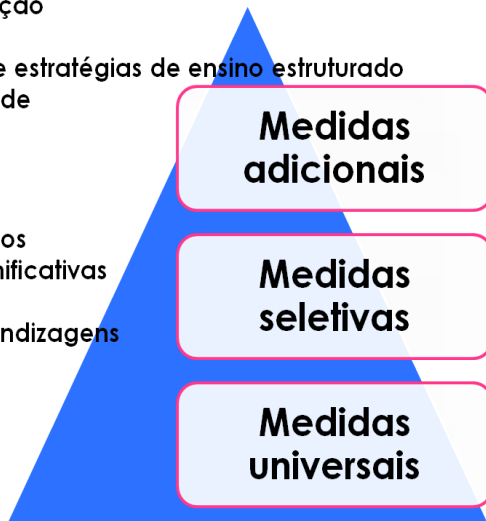 ção
e estratégias de ensino estruturado
de
Medidas
adicionais
os
nificativas
ndizagens
Medidas
seletivas
Medidas
universais